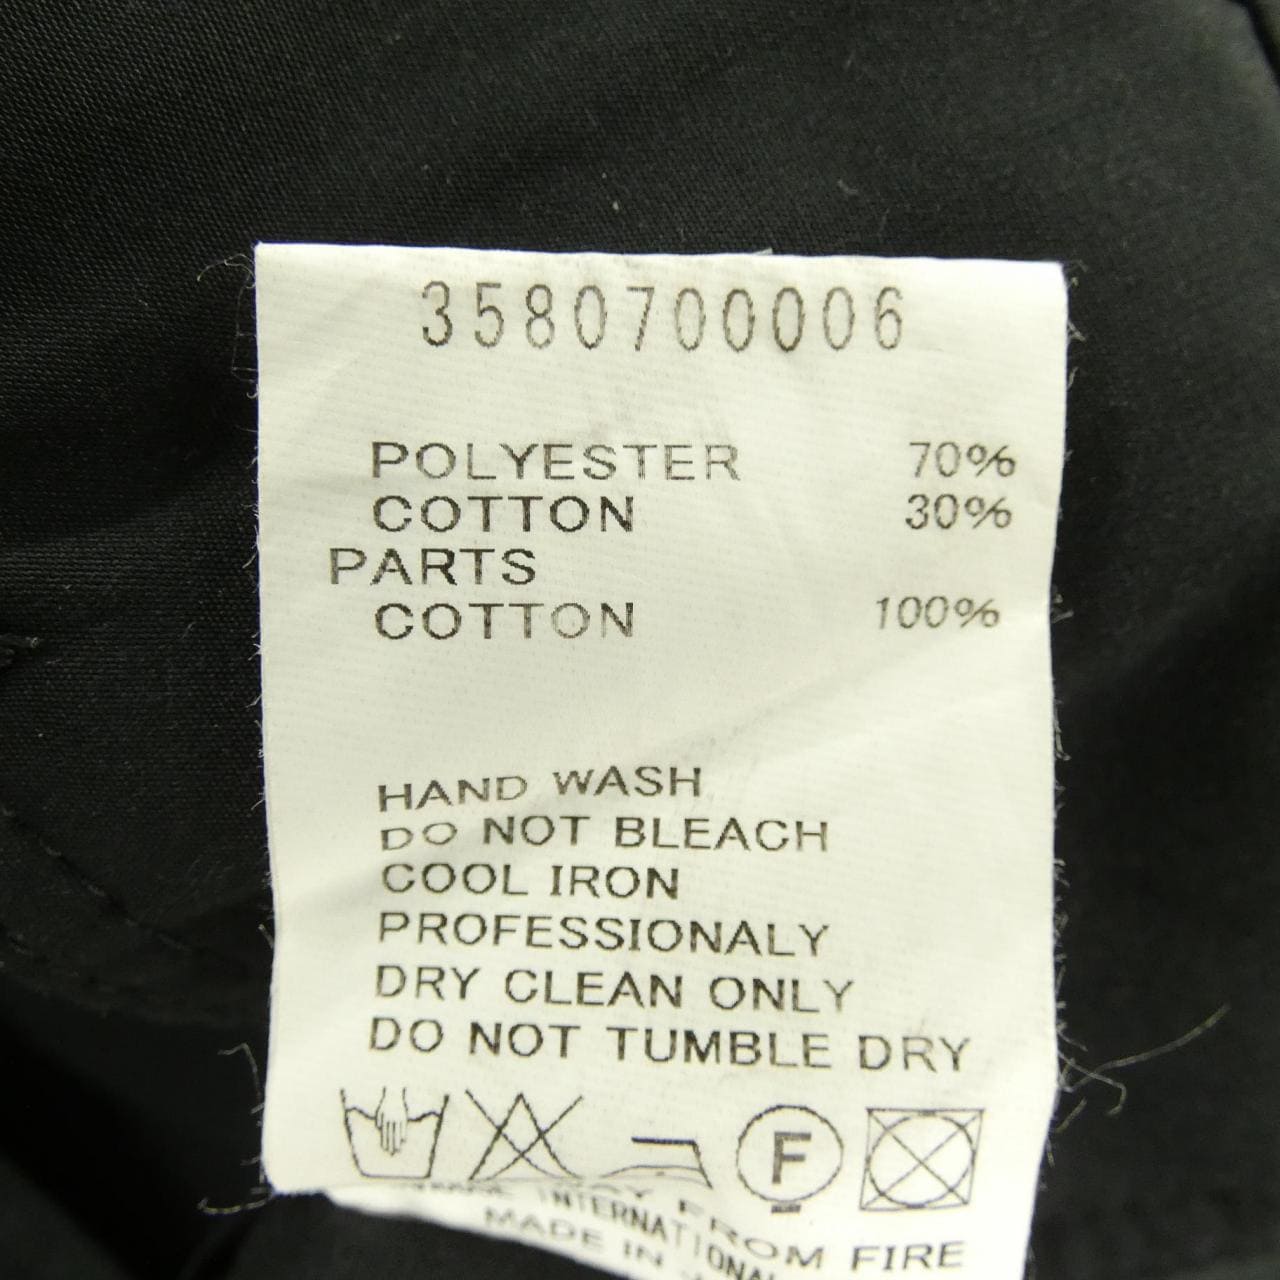 3580700006
POLYESTER 70%
COTTON 30%
PARTS
COTTON 100%
HAND WASH
DO NOT BLEACH
COOL IRON
PROFESSIONALY
DRY CLEAN ONLY
DO NOT TUMBLE DRY
F
FROM FIRE
INTERNATIONAL
MADE IN